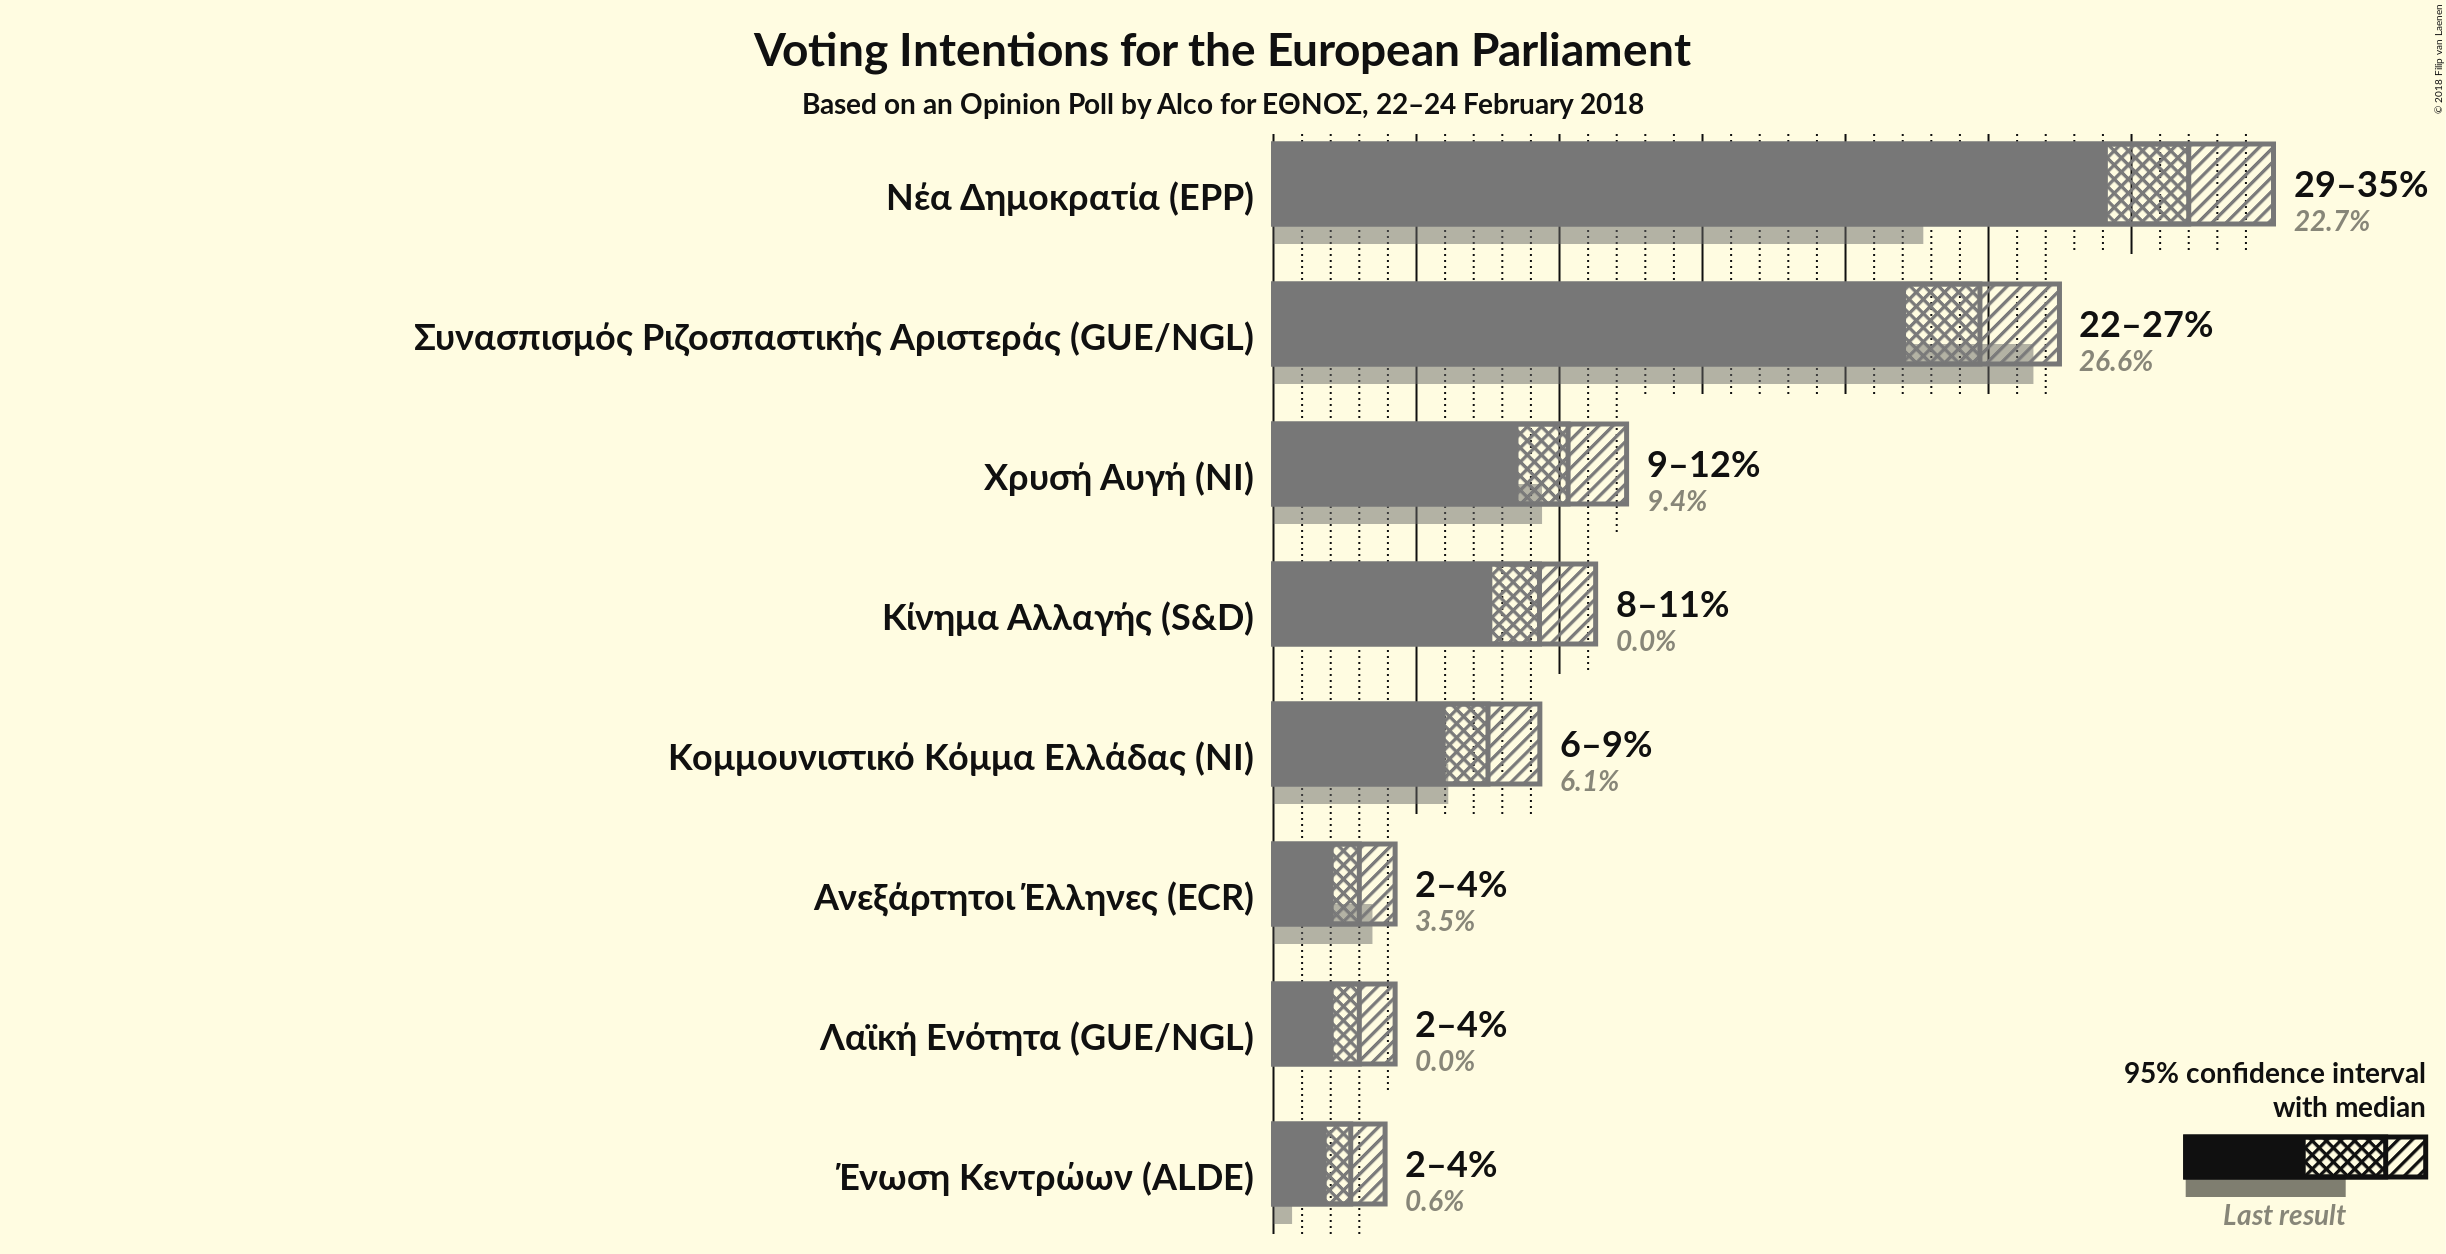 Voting Intentions for the European Parliament
Based on an Opinion Poll by Alco for ΕΘΝΟΣ, 22–24 February 2018
© 2018 Filip van Laenen
Νέα Δημοκρατία (EPP)
29–35%
22.7%
Συνασπισμός Ριζοσπαστικής Αριστεράς (GUE/NGL)
22–27%
26.6%
Χρυσή Αυγή (NI)
9–12%
9.4%
Κίνημα Αλλαγής (S&D)
8–11%
0.0%
Κομμουνιστικό Κόμμα Ελλάδας (NI)
6–9%
6.1%
Ανεξάρτητοι Έλληνες (ECR)
2–4%
3.5%
Λαϊκή Ενότητα (GUE/NGL)
2–4%
0.0%
Ένωση Κεντρώων (ALDE)
2–4%
0.6%
95% confidence interval
with median
Last result